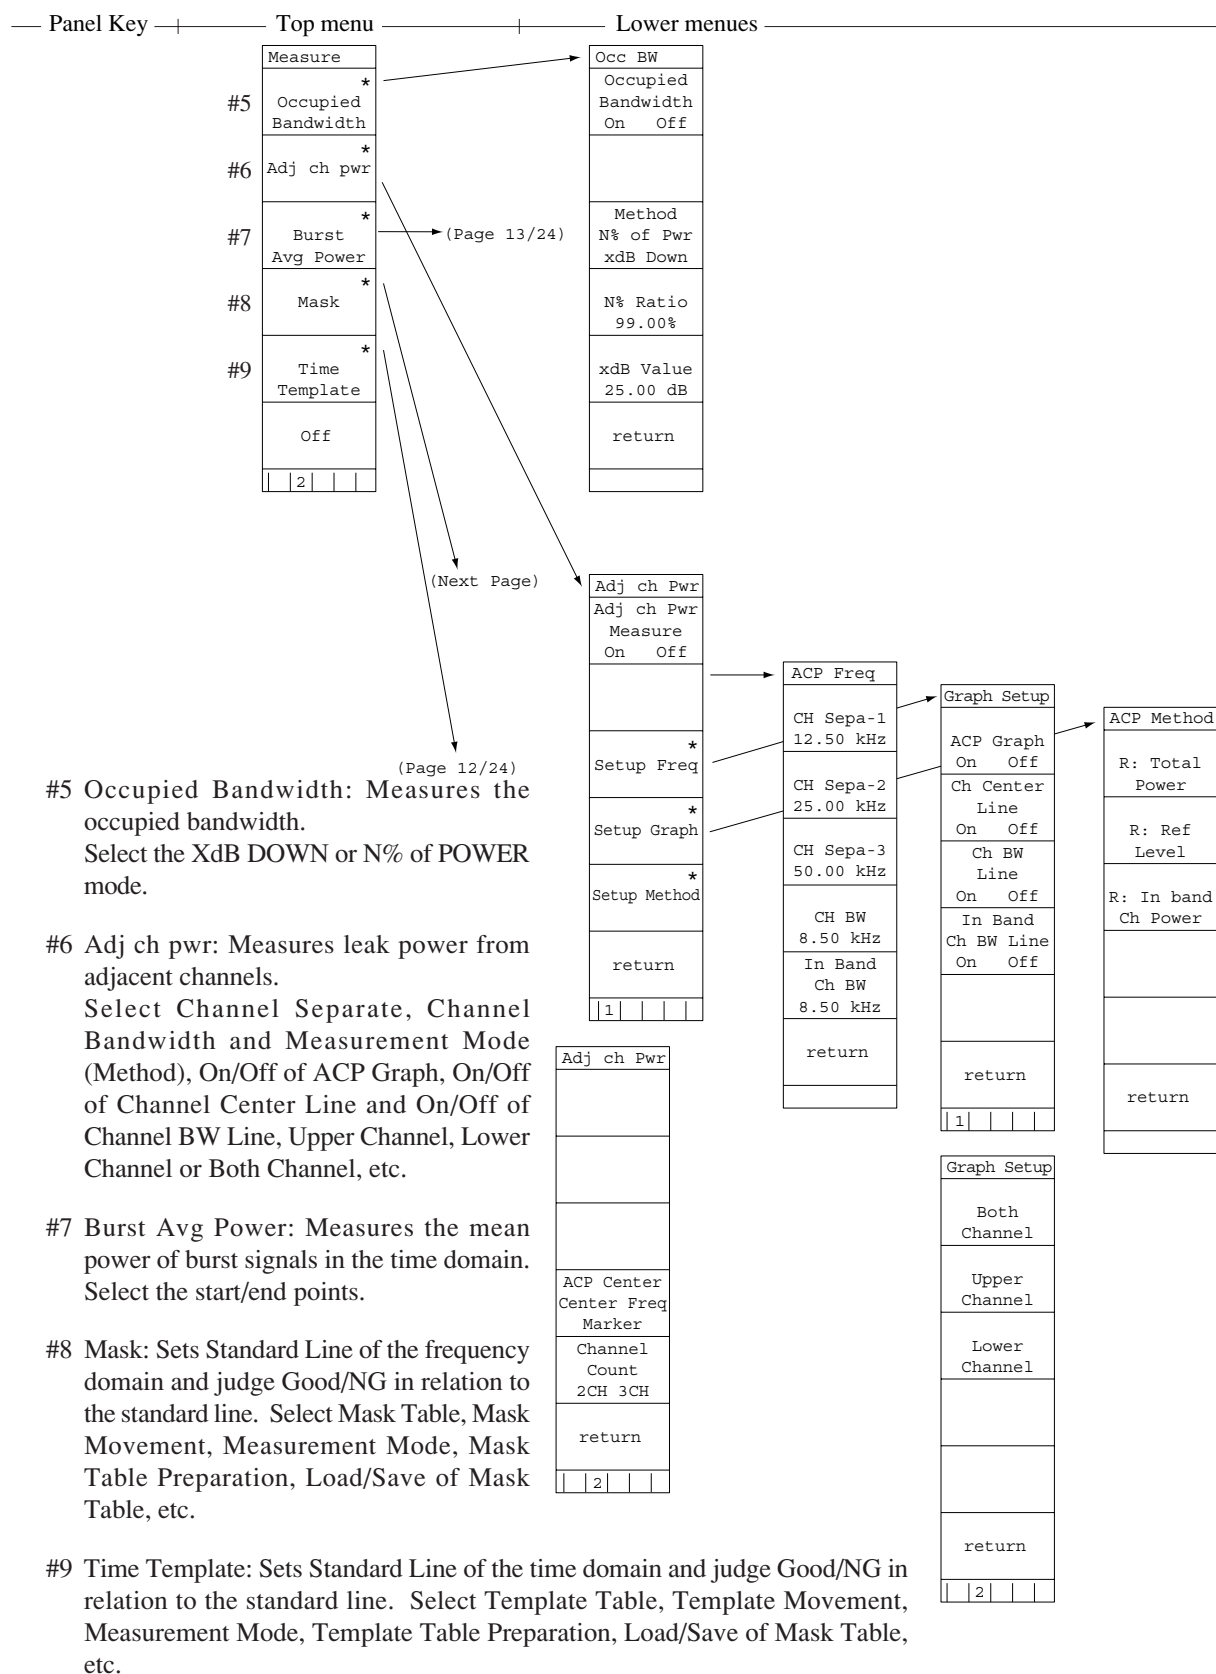 Panel Key
Top menu
Lower menues
Measure
*
#5
Occupied
Bandwidth
*
#6
Adj ch pwr
*
#7
Burst
Avg Power
(Page 13/24)
*
#8
Mask
*
#9
Time
Template
Off
2
(Next Page)
(Page 12/24)
Occ BW
Occupied
Bandwidth
On Off
Method
N% of Pwr
xdB Down
N% Ratio
99.00%
xdB Value
25.00 dB
return
Adj ch Pwr
Adj ch Pwr
Measure
On Off
*
Setup Freq
*
Setup Graph
*
Setup Method
return
1
ACP Freq
CH Sepa-1
12.50 kHz
CH Sepa-2
25.00 kHz
CH Sepa-3
50.00 kHz
CH BW
8.50 kHz
In Band
Ch BW
8.50 kHz
return
Graph Setup
ACP Graph
On Off
Ch Center
Line
On Off
Ch BW
Line
On Off
In Band
Ch BW Line
On Off
return
1
ACP Method
R: Total
Power
R: Ref
Level
R: In band
Ch Power
return
Adj ch Pwr
ACP Center
Center Freq
Marker
Channel
Count
2CH 3CH
return
2
Graph Setup
Both
Channel
Upper
Channel
Lower
Channel
return
2
#5 Occupied Bandwidth: Measures the
occupied bandwidth.
Select the XdB DOWN or N% of POWER
mode.
#6 Adj ch pwr: Measures leak power from
adjacent channels.
Select Channel Separate, Channel
Bandwidth and Measurement Mode
(Method), On/Off of ACP Graph, On/Off
of Channel Center Line and On/Off of
Channel BW Line, Upper Channel, Lower
Channel or Both Channel, etc.
#7 Burst Avg Power: Measures the mean
power of burst signals in the time domain.
Select the start/end points.
#8 Mask: Sets Standard Line of the frequency
domain and judge Good/NG in relation to
the standard line. Select Mask Table, Mask
Movement, Measurement Mode, Mask
Table Preparation, Load/Save of Mask
Table, etc.
#9 Time Template: Sets Standard Line of the time domain and judge Good/NG in
relation to the standard line. Select Template Table, Template Movement,
Measurement Mode, Template Table Preparation, Load/Save of Mask Table,
etc.